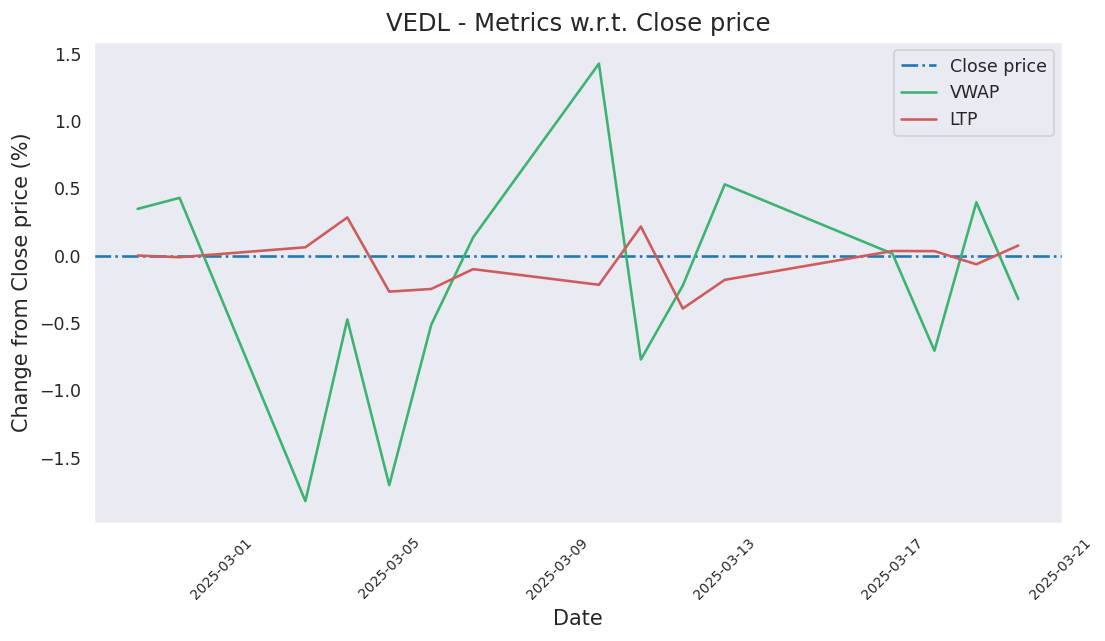 VEDL - Metrics w.r.t. Close price
Close price
VWAP
LTP
Change from Close price (%)
1.5
1.0
0.5
0.0
−0.5
−1.0
−1.5
2025-03-01
2025-03-05
2025-03-09
2025-03-13
2025-03-17
2025-03-21
Date